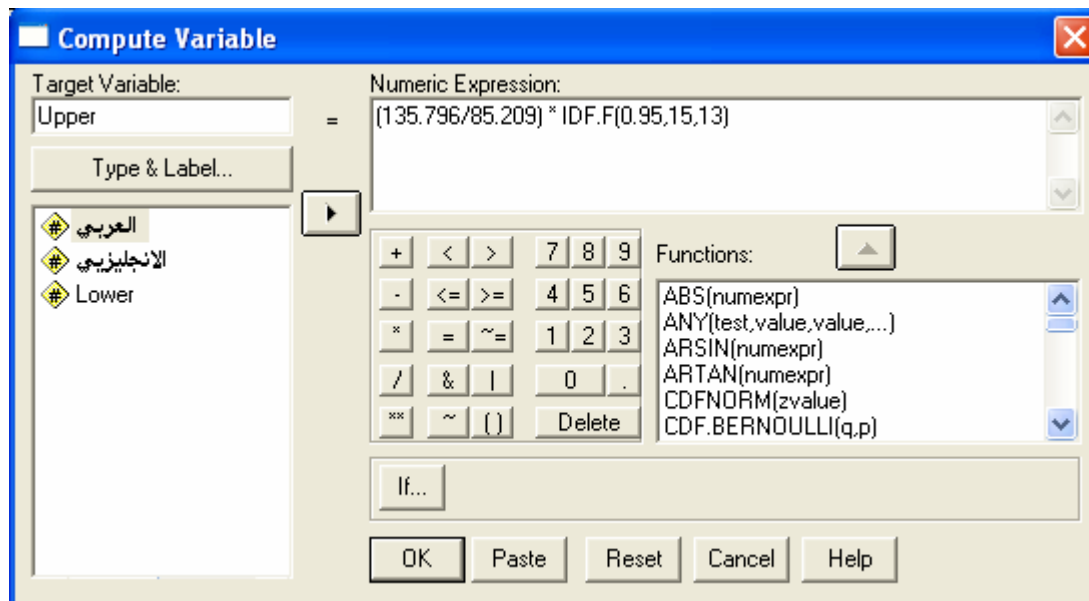 Compute Variable
Target Variable:
Upper
=
Numeric Expression:
(135.796/85.209) * IDF.F(0.95,15,13)
Type & Label...
العربي
الانجليزيي
Lower
+ < > 7 8 9
- <= >= 4 5 6
* = ~= 1 2 3
/ & | 0 .
** ~ ( ) Delete
Functions:
ABS(numexpr)
ANY(test,value,value,...)
ARSIN(numexpr)
ARTAN(numexpr)
CDFNORM(zvalue)
CDF.BERNOULLI(q,p)
If...
OK Paste Reset Cancel Help